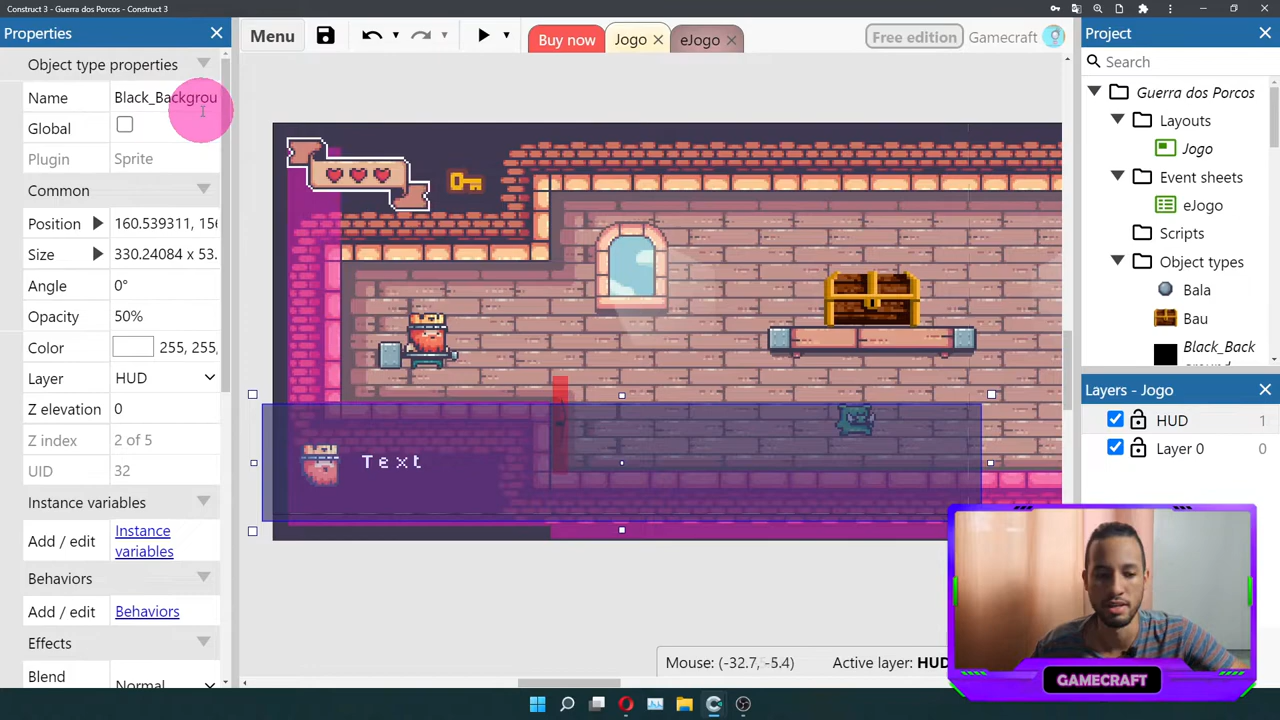 Construct 3 - Guerra dos Porcos - Construct 3
Properties
Menu
Buy now
Jogo
eJogo
Free edition
Gamecraft
Project
Object type properties
Name Black_Backgrou
Global
Plugin Sprite
Common
Position 160.539311, 156
Size 330.24084 x 53.
Angle 0°
Opacity 50%
Color 255, 255,
Layer HUD
Z elevation 0
Z index 2 of 5
UID 32
Instance variables
Add / edit Instance variables
Behaviors
Add / edit Behaviors
Effects
Blend Normal
Text
Mouse: (-32.7, -5.4) Active layer: HUD
Search
Guerra dos Porcos
Layouts
Jogo
Event sheets
eJogo
Scripts
Object types
Bala
Bau
Black_Back
ground
Layers - Jogo
HUD 1
Layer 0 0
GAMECRAFT